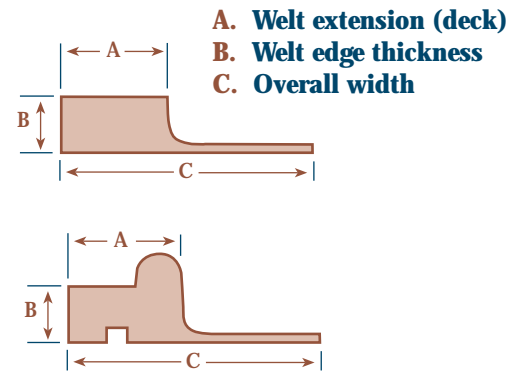 A. Welt extension (deck)
B. Welt edge thickness
C. Overall width
A
B
C
A
B
C